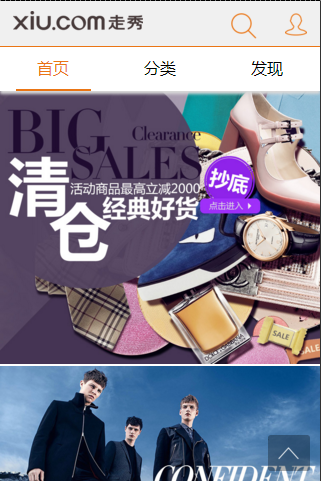 xiu.com走秀
首页 分类 发现
BIG
Clearance
SALES
清仓
活动商品最高立减2000
经典好货
抄底
点击进入
SALE
SALE
CONFIDENT